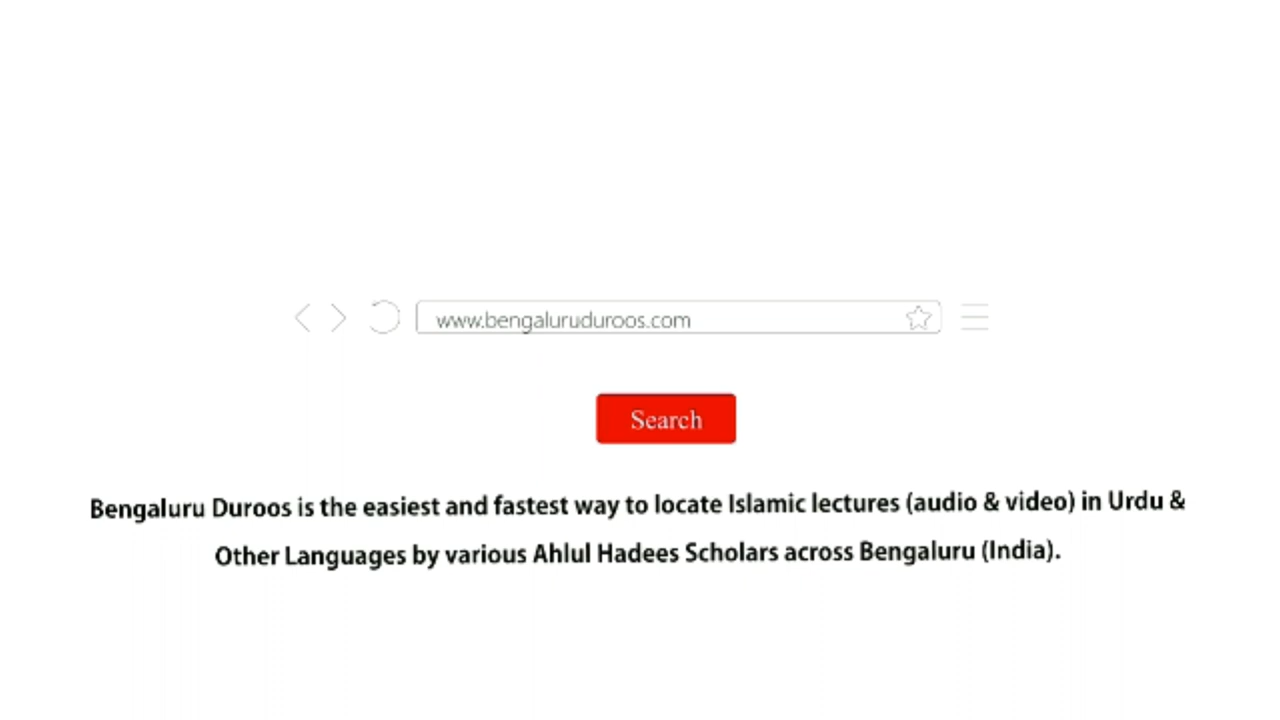 www.bengaluruduroos.com
Search
Bengaluru Duroos is the easiest and fastest way to locate Islamic lectures (audio & video) in Urdu &
Other Languages by various Ahlul Hadees Scholars across Bengaluru (India).